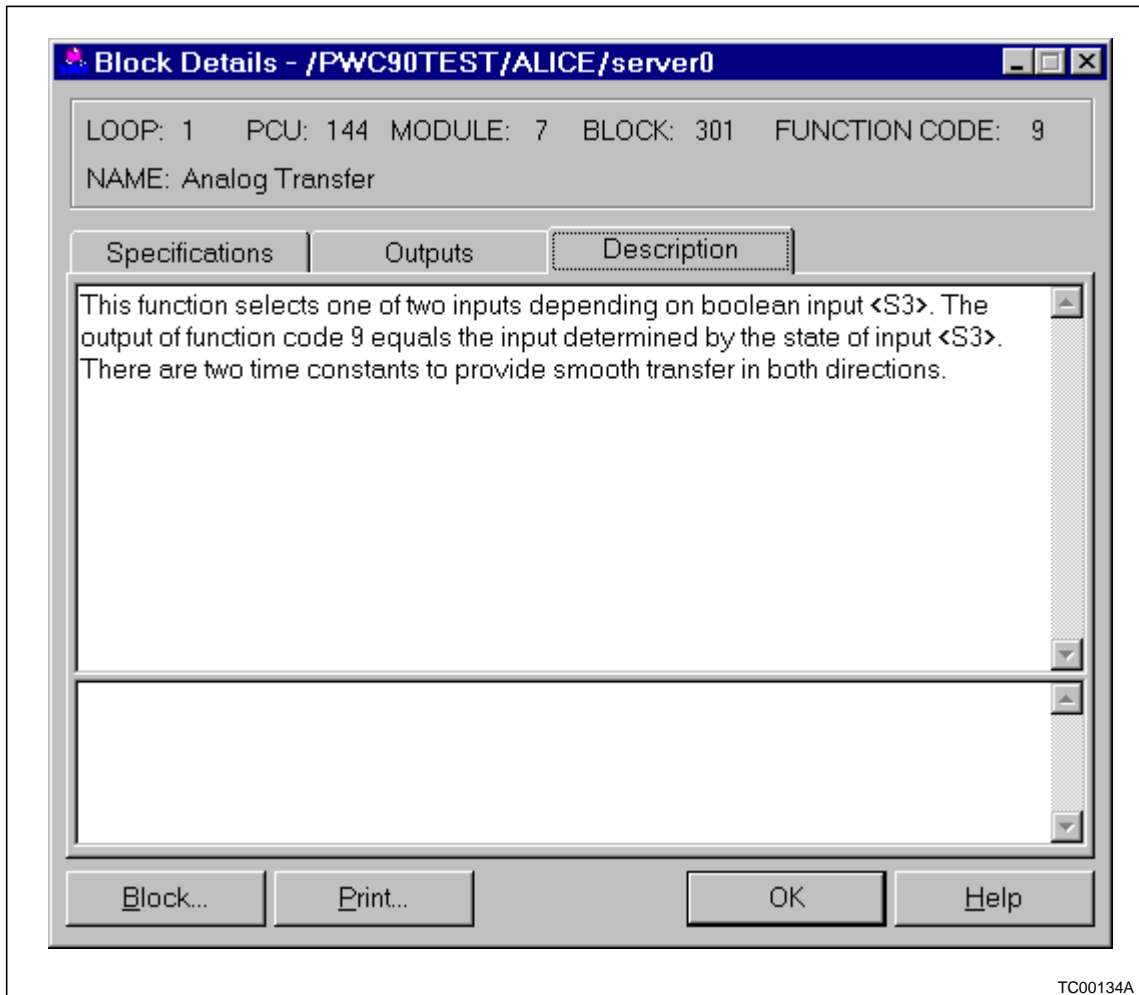 Block Details - /PWC90TEST/ALICE/server0
LOOP: 1 PCU: 144 MODULE: 7 BLOCK: 301 FUNCTION CODE: 9
NAME: Analog Transfer
Specifications Outputs Description
This function selects one of two inputs depending on boolean input <S3>. The
output of function code 9 equals the input determined by the state of input <S3>.
There are two time constants to provide smooth transfer in both directions.
Block... Print... OK Help
TC00134A